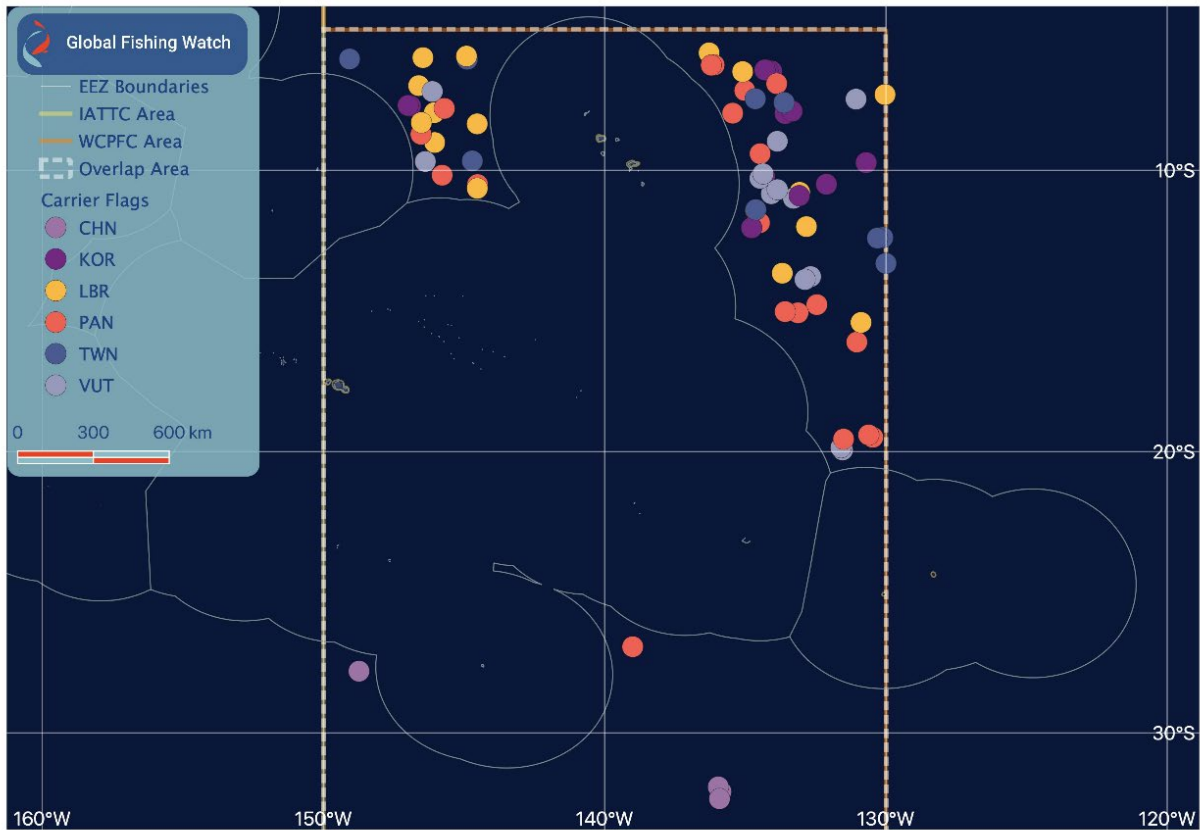 Global Fishing Watch
EEZ Boundaries
IATTC Area
WCPFC Area
Overlap Area
Carrier Flags
CHN
KOR
LBR
PAN
TWN
VUT
0 300 600 km
10°S
20°S
30°S
160°W 150°W 140°W 130°W 120°W